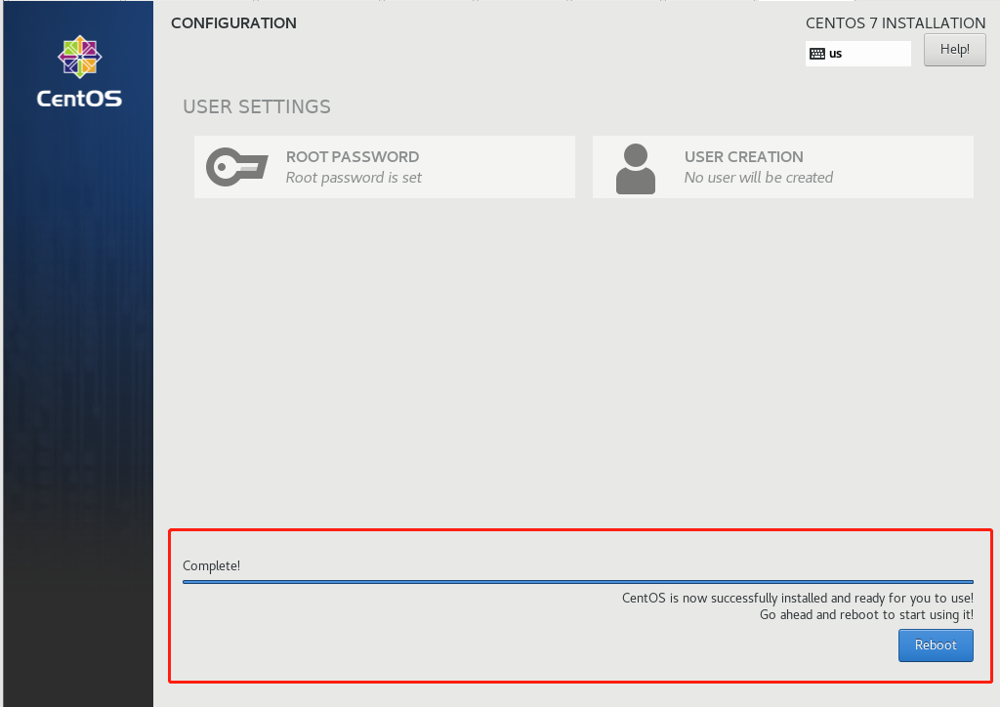 CONFIGURATION
CENTOS 7 INSTALLATION
us
Help!
CentOS
USER SETTINGS
ROOT PASSWORD
Root password is set
USER CREATION
No user will be created
Complete!
CentOS is now successfully installed and ready for you to use!
Go ahead and reboot to start using it!
Reboot